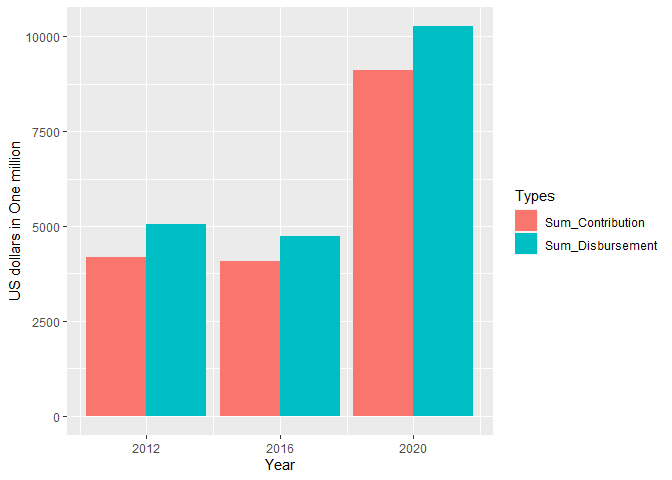 10000
7500
5000
2500
0
US dollars in One million
2012
2016
2020
Year
Types
Sum_Contribution
Sum_Disbursement